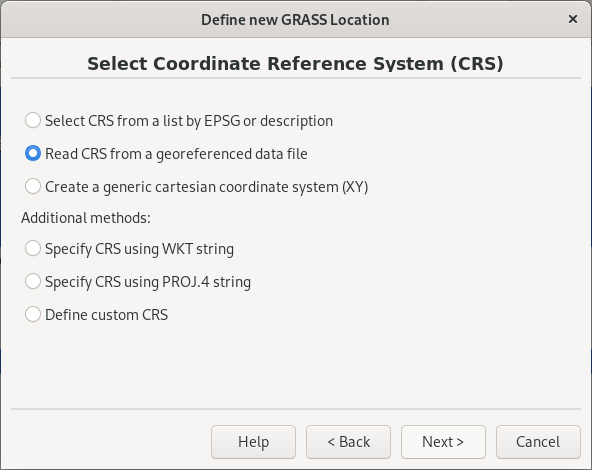 Define new GRASS Location
×
Select Coordinate Reference System (CRS)
Select CRS from a list by EPSG or description
Read CRS from a georeferenced data file
Create a generic cartesian coordinate system (XY)
Additional methods:
Specify CRS using WKT string
Specify CRS using PROJ.4 string
Define custom CRS
Help
< Back
Next >
Cancel